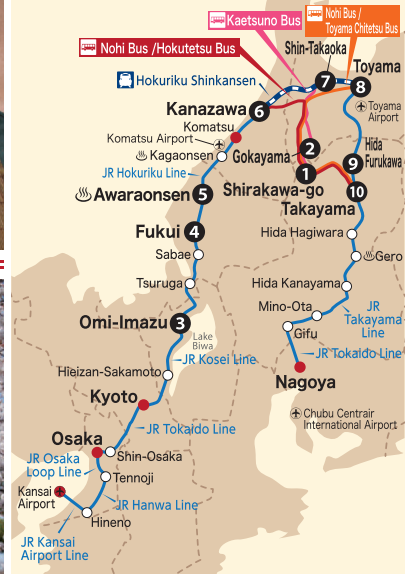 Kaetsuno Bus
Nohi Bus /
Toyama Chitetsu Bus
Nohi Bus /Hokutetsu Bus
Shin-Takaoka
Toyama
Hokuriku Shinkansen
7
8
Kanazawa
6
Toyama
Airport
Komatsu
Komatsu Airport
Kagaonsen
Gokayama
2
Hida
Furukawa
9
JR Hokuriku Line
1
Shirakawa-go
10
Takayama
Awaraonsen
5
Fukui
4
Hida Hagiwara
Sabae
Gero
Tsuruga
Hida Kanayama
Omi-Imazu
3
Mino-Ota
JR
Takayama
Line
Lake
Biwa
Gifu
JR Kosei Line
JR Tokaido Line
Hieizan-Sakamoto
Nagoya
Kyoto
Chubu Centrair
International Airport
JR Tokaido Line
Osaka
Shin-Osaka
JR Osaka
Loop Line
Tennoji
Kansai
Airport
JR Hanwa Line
Hineno
JR Kansai
Airport Line